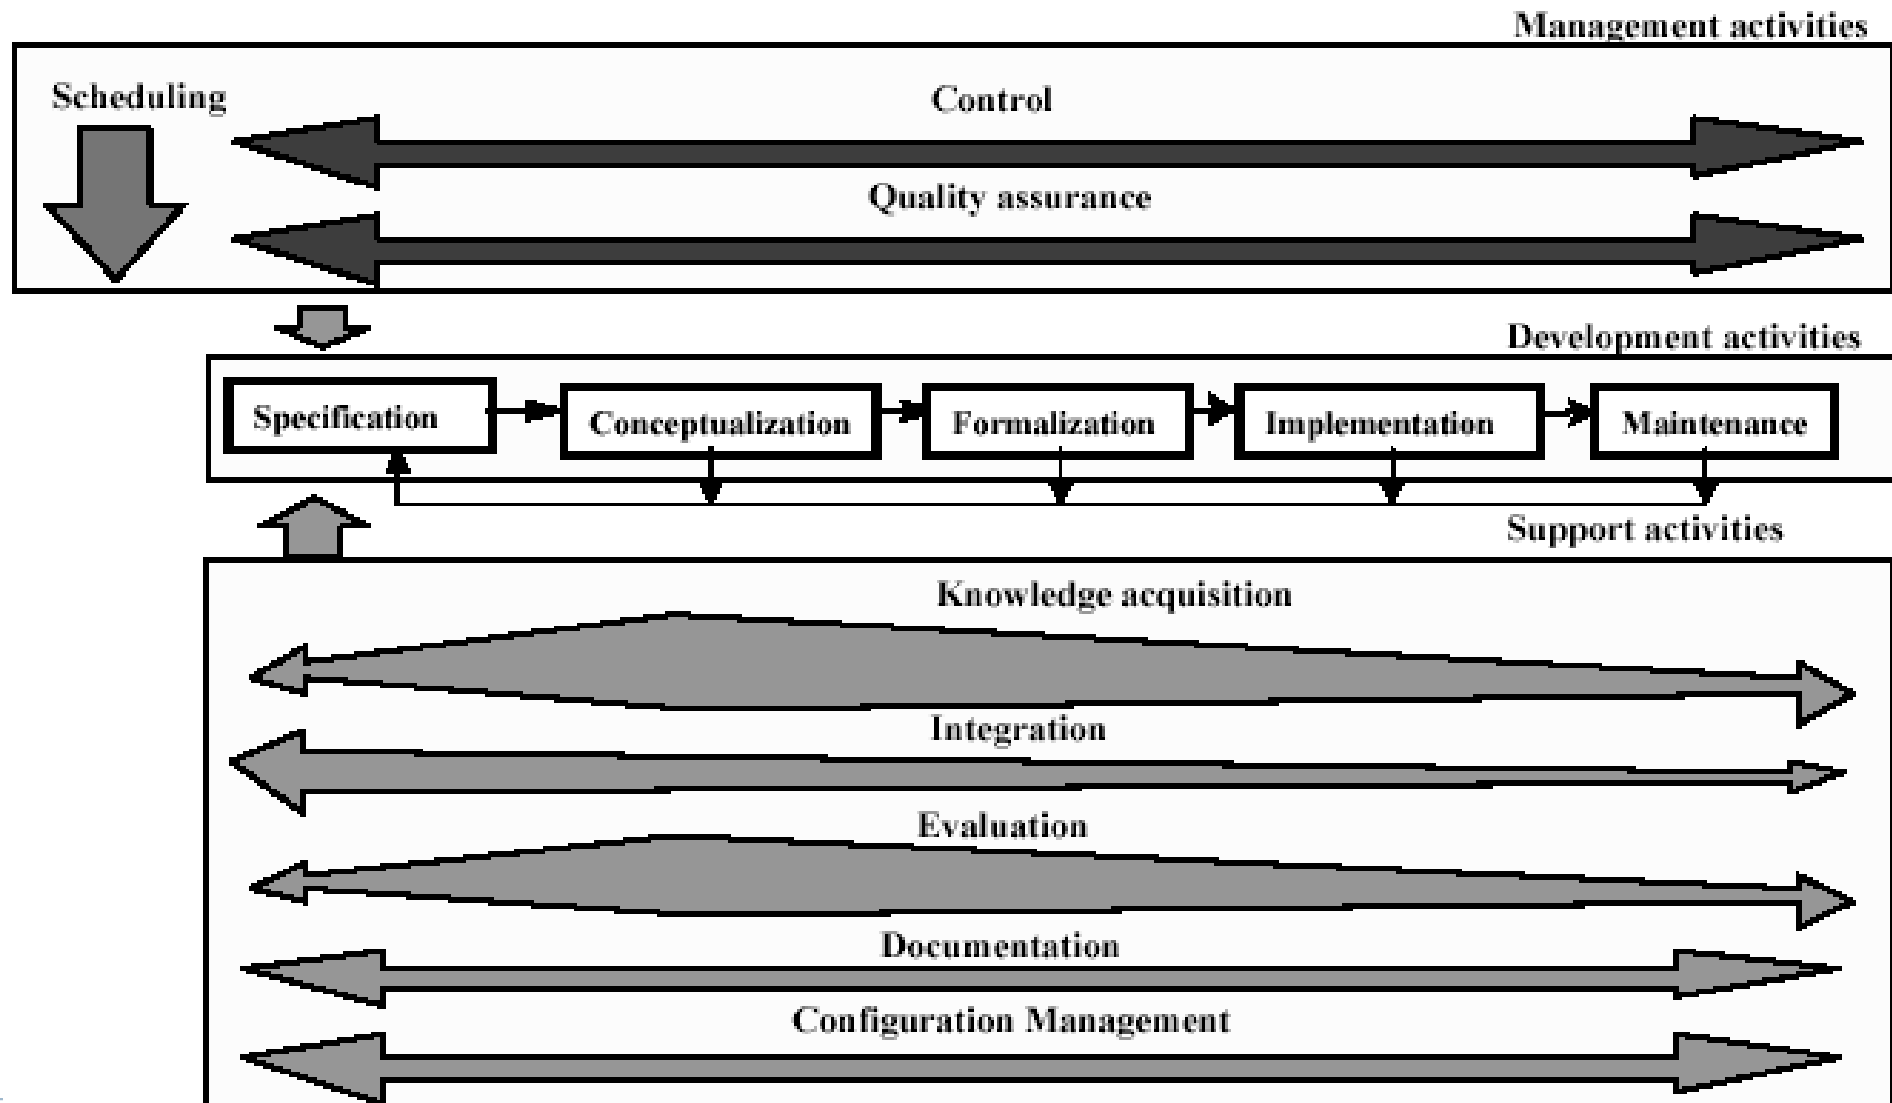 Management activities
Scheduling
Control
Quality assurance
Development activities
Specification
Conceptualization
Formalization
Implementation
Maintenance
Support activities
Knowledge acquisition
Integration
Evaluation
Documentation
Configuration Management